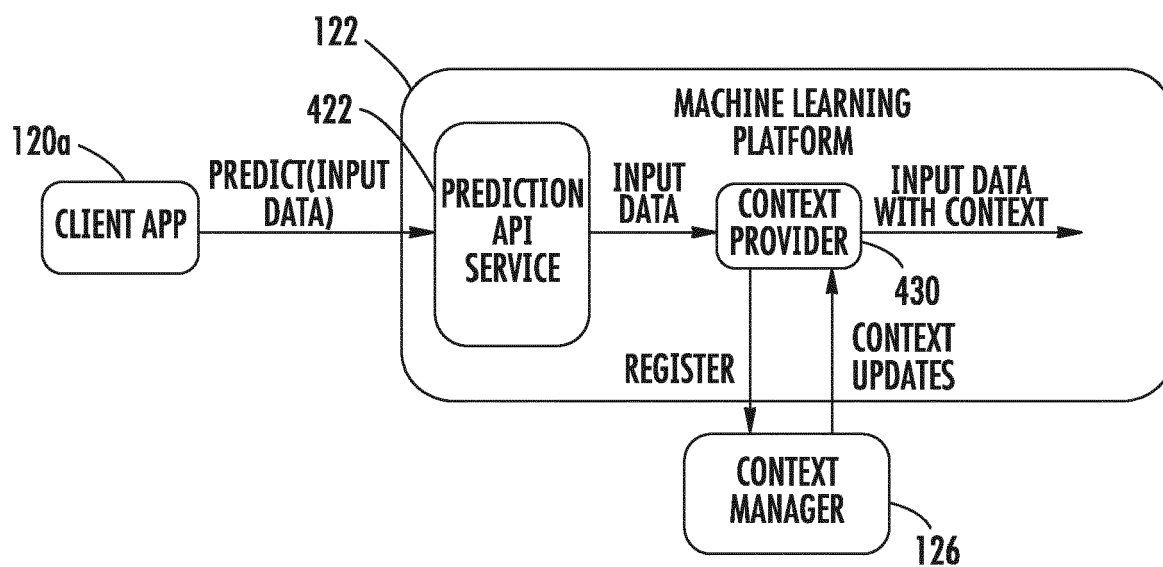 122
MACHINE LEARNING
PLATFORM
422
120a
PREDICT(INPUT
DATA)
CLIENT APP
PREDICTION
API
SERVICE
INPUT
DATA
CONTEXT
PROVIDER
INPUT DATA
WITH CONTEXT
430
REGISTER
CONTEXT
UPDATES
CONTEXT
MANAGER
126